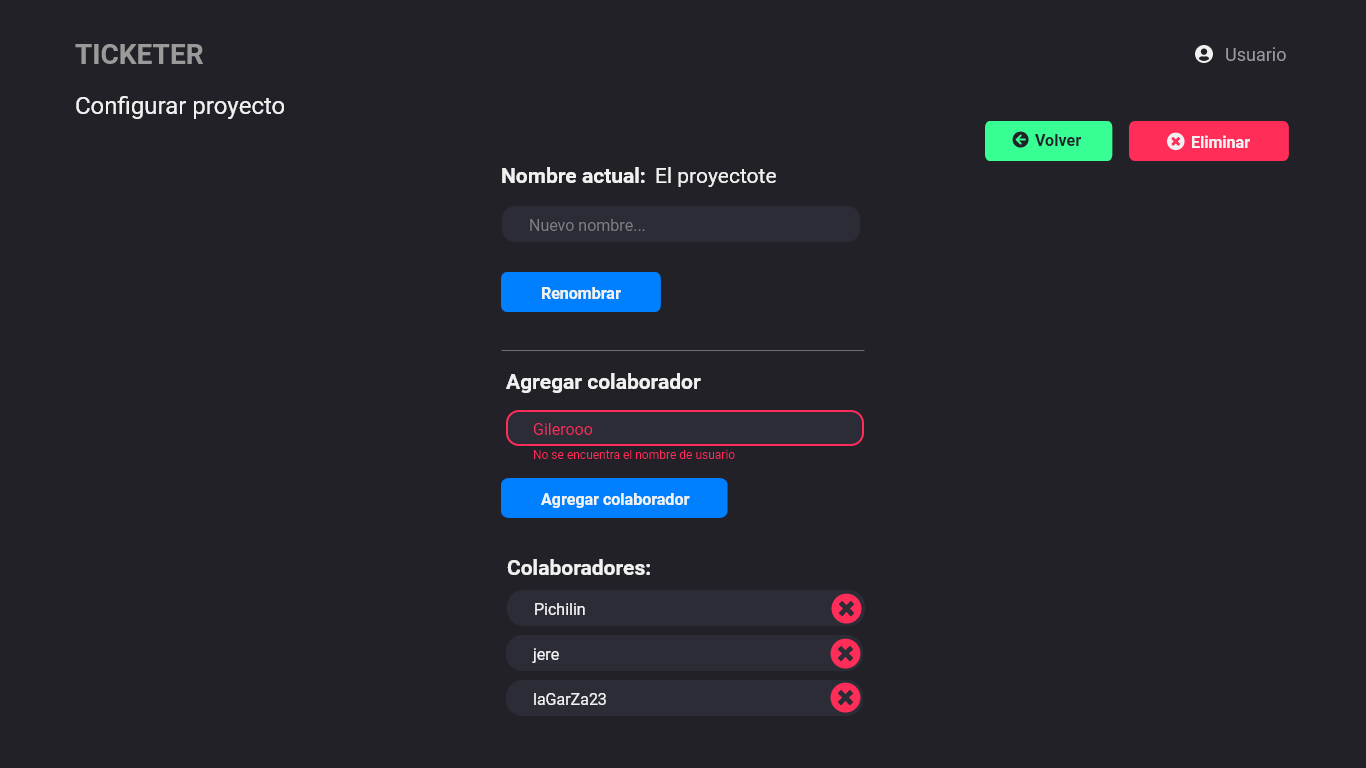 TICKETER
Usuario
Configurar proyecto
Volver
Eliminar
Nombre actual: El proyectote
Nuevo nombre...
Renombrar
Agregar colaborador
Gilerooo
No se encuentra el nombre de usuario
Agregar colaborador
Colaboradores:
Pichilin
jere
laGarZa23